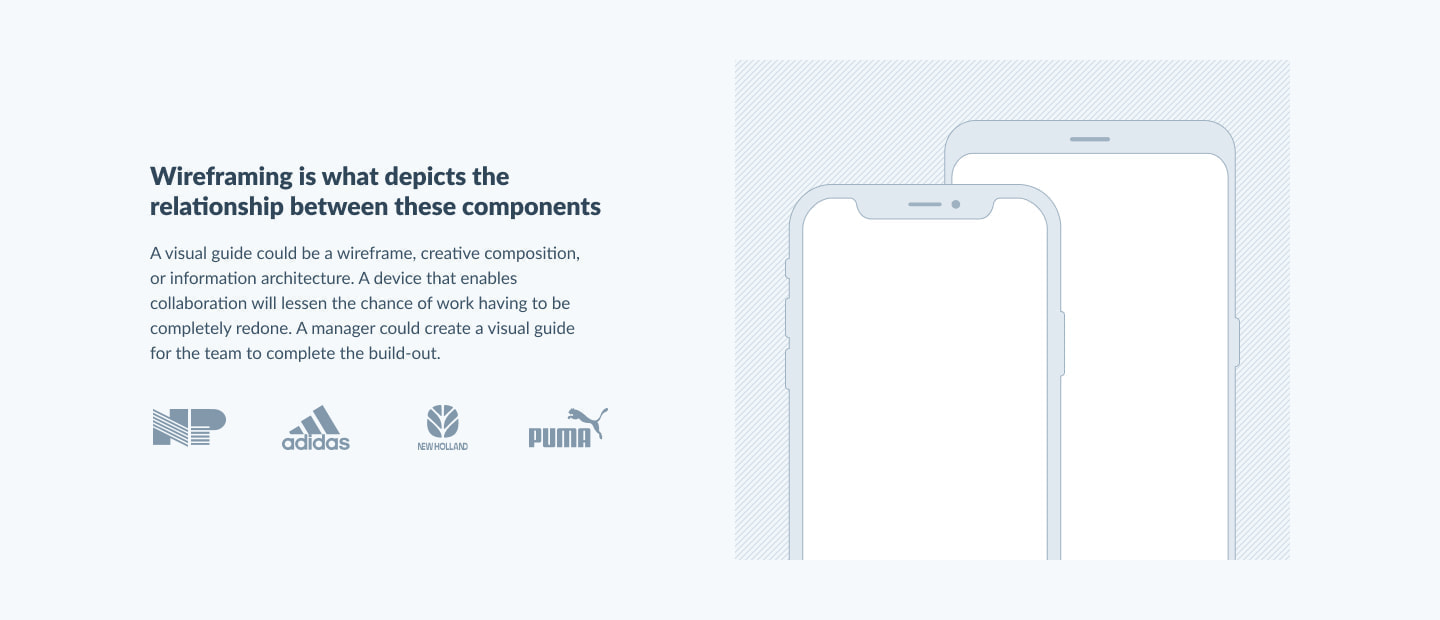 Wireframing is what depicts the
relationship between these components
A visual guide could be a wireframe, creative composition,
or information architecture. A device that enables
collaboration will lessen the chance of work having to be
completely redone. A manager could create a visual guide
for the team to complete the build-out.
NP
adidas
NEW HOLLAND
PUMA